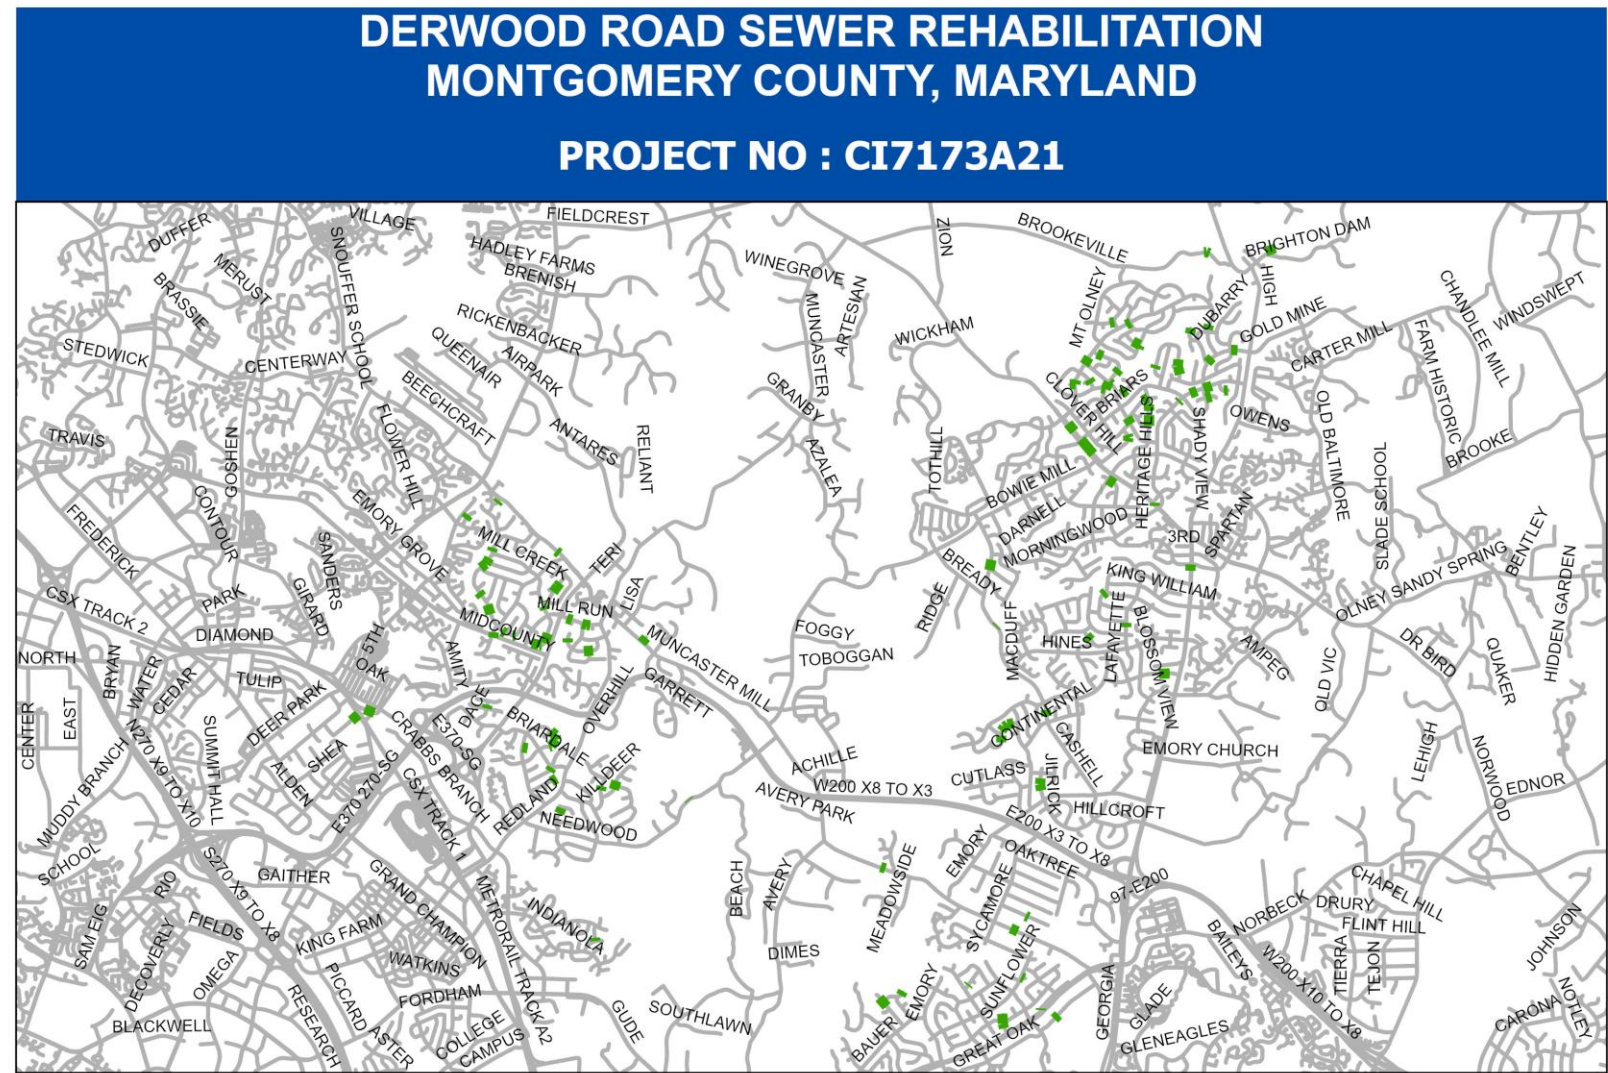 DERWOOD ROAD SEWER REHABILITATION
MONTGOMERY COUNTY, MARYLAND
PROJECT NO : CI7173A21
DUFFER
VILLAGE
FIELDCREST
ZION
BROOKEVILLE
BRIGHTON DAM
MERUST
SNOUFFER SCHOOL
HADLEY FARMS
BRENISH
WINEGROVE
MT OLNEY
DUBARRY
HIGH
CHANDLEE MILL
WINDSWEPT
BRASSIE
RICKENBACKER
MUNCASTER
ARTESIAN
WICKHAM
GOLD MINE
CARTER MILL
FARM HISTORIC
STEDWICK
CENTERWAY
QUEENAIR
AIRPARK
BEECHCRAFT
GRANBY
CLOVER HILL
BRIARS
OWENS
OLD BALTIMORE
TRAVIS
GOSHEN
FLOWER HILL
ANTARES
RELIANT
AZALEA
TOTHILL
BOWIE MILL
HERITAGE HILLS
SHADY VIEW
SLADE SCHOOL
BROOKE
FREDERICK
CONTOUR
SANDERS
EMORY GROVE
MILL CREEK
TERI
DARNELL
MORNINGWOOD
3RD
SPARTAN
BENTLEY
CSX TRACK 2
PARK
GIRARD
LISA
BREADY
KING WILLIAM
OLNEY SANDY SPRING
HIDDEN GARDEN
DIAMOND
5TH
MIDCOUNTY
MILL RUN
MUNCASTER MILL
FOGGY
TOBOGGAN
RIDGE
MACDUFF
HINES
LAFAYETTE
BLOSSOM VIEW
AMPEG
OLD VIC
DR BIRD
QUAKER
NORTH
BRYAN
WATER
CEDAR
TULIP
OAK
AMITY
DAGE
OVERHILL
GARRETT
CENTER
EAST
DEER PARK
CRABBS BRANCH
E370-SG
BRIARDALE
CONTINENTAL
CASHELL
EMORY CHURCH
LEHIGH
NORWOOD
MUDDY BRANCH
N270 X9 TO X10
SUMMIT HALL
SHEA
ALDEN
E370 270-SG
CSX TRACK 1
REDLAND
KILLDEER
NEEDWOOD
ACHILLE
W200 X8 TO X3
AVERY PARK
CUTLASS
JILRICK
HILLCROFT
EDNOR
SCHOOL
S270 X9 TO X8
E200 X3 TO X8
RIO
GAITHER
GRAND CHAMPION
METRORAIL TRACK A2
BEACH
AVERY
MEADOWSIDE
EMORY
SYCAMORE
OAKTREE
97-E200
CHAPEL HILL
SAM EIG
DECOVERLY
FIELDS
KING FARM
INDIANOLA
NORBECK
DRURY
FLINT HILL
OMEGA
WATKINS
DIMES
SUNFLOWER
BAILEYS
W200 X10 TO X8
TIERRA
TEJON
JOHNSON
BLACKWELL
RESEARCH
PICCARD
FORDHAM
ASTER
COLLEGE
CAMPUS
GUDE
SOUTHLAWN
BAUER
EMORY
GREAT OAK
GEORGIA
GLADE
GLENEAGLES
CARONA
NOTLEY